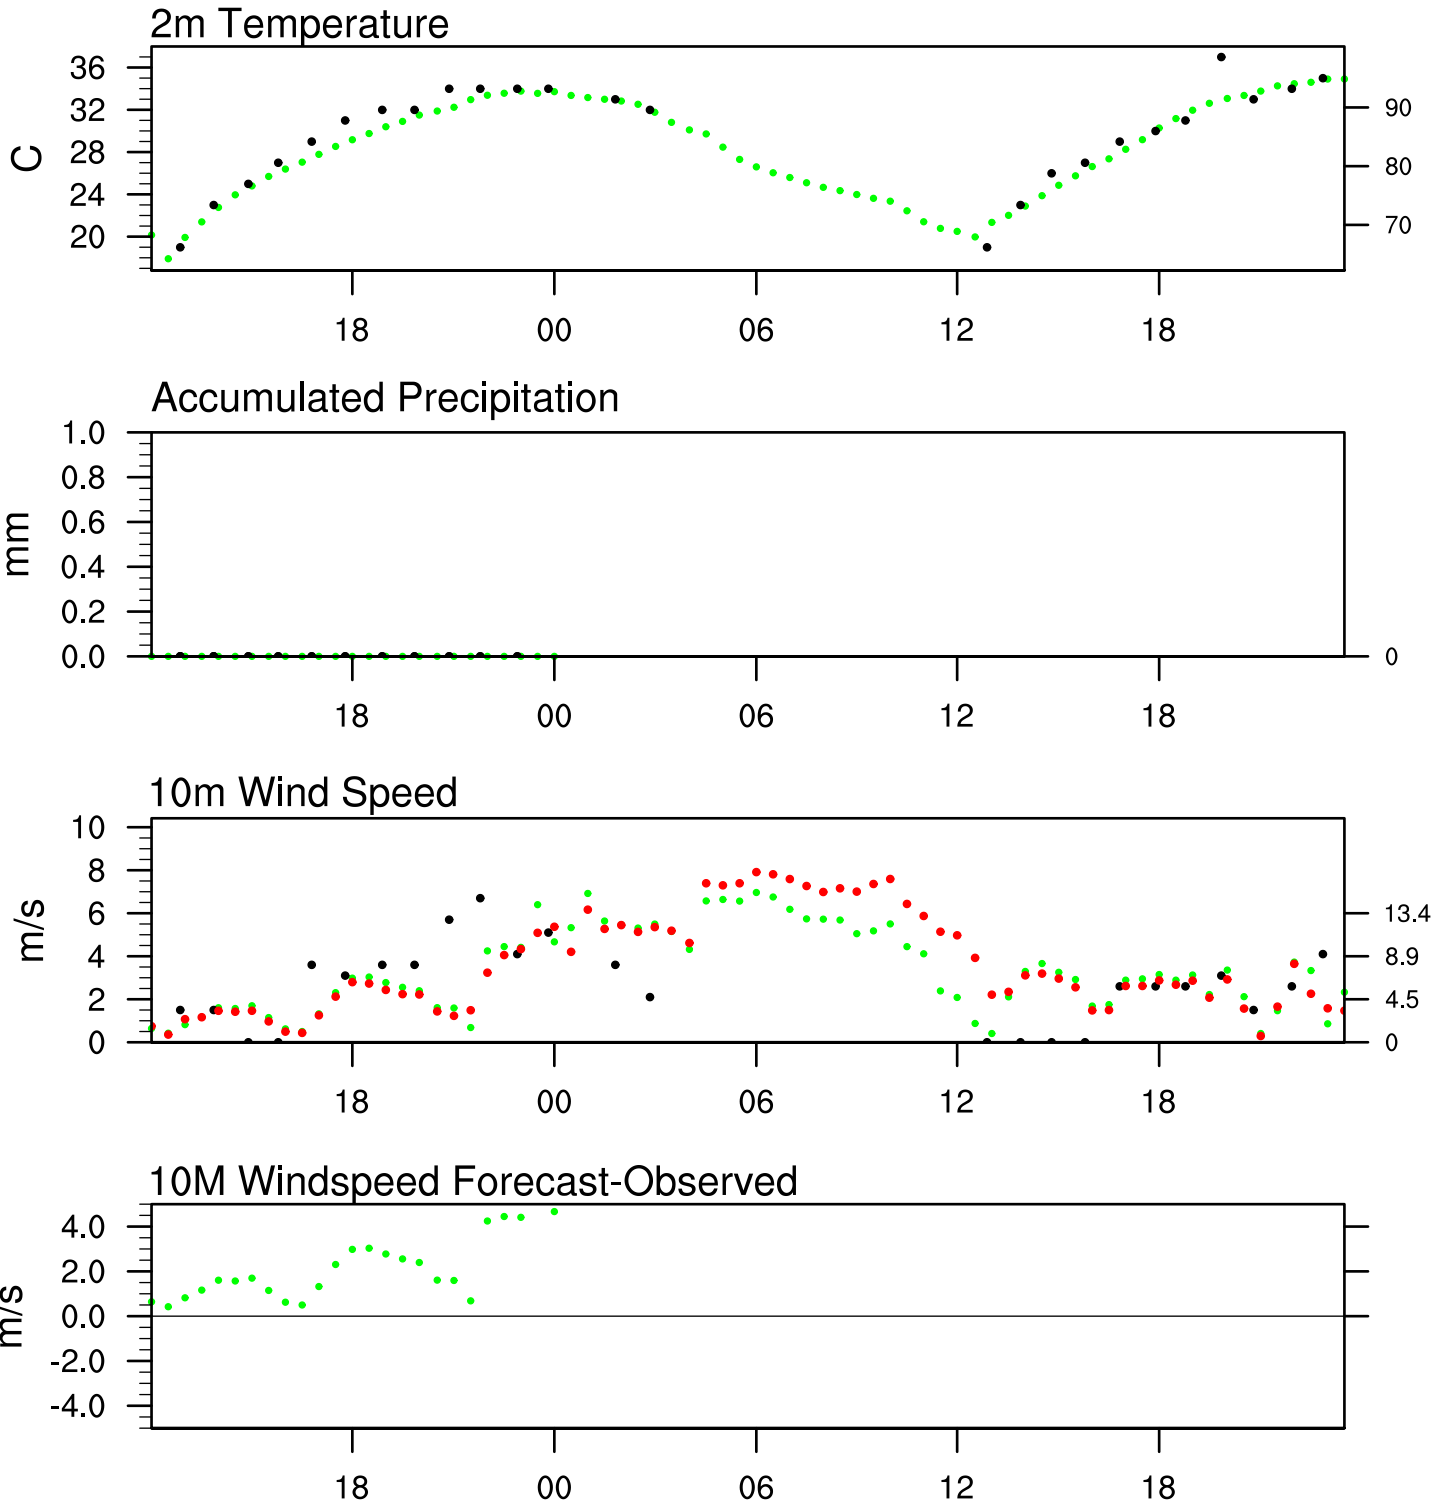 2m Temperature
36
32
28
24
20
C
90
80
70
18 00 06 12 18
Accumulated Precipitation
1.0
0.8
0.6
0.4
0.2
0.0
mm
0
18 00 06 12 18
10m Wind Speed
10
8
6
4
2
0
m/s
13.4
8.9
4.5
0
18 00 06 12 18
10M Windspeed Forecast-Observed
4.0
2.0
0.0
-2.0
-4.0
m/s
18 00 06 12 18